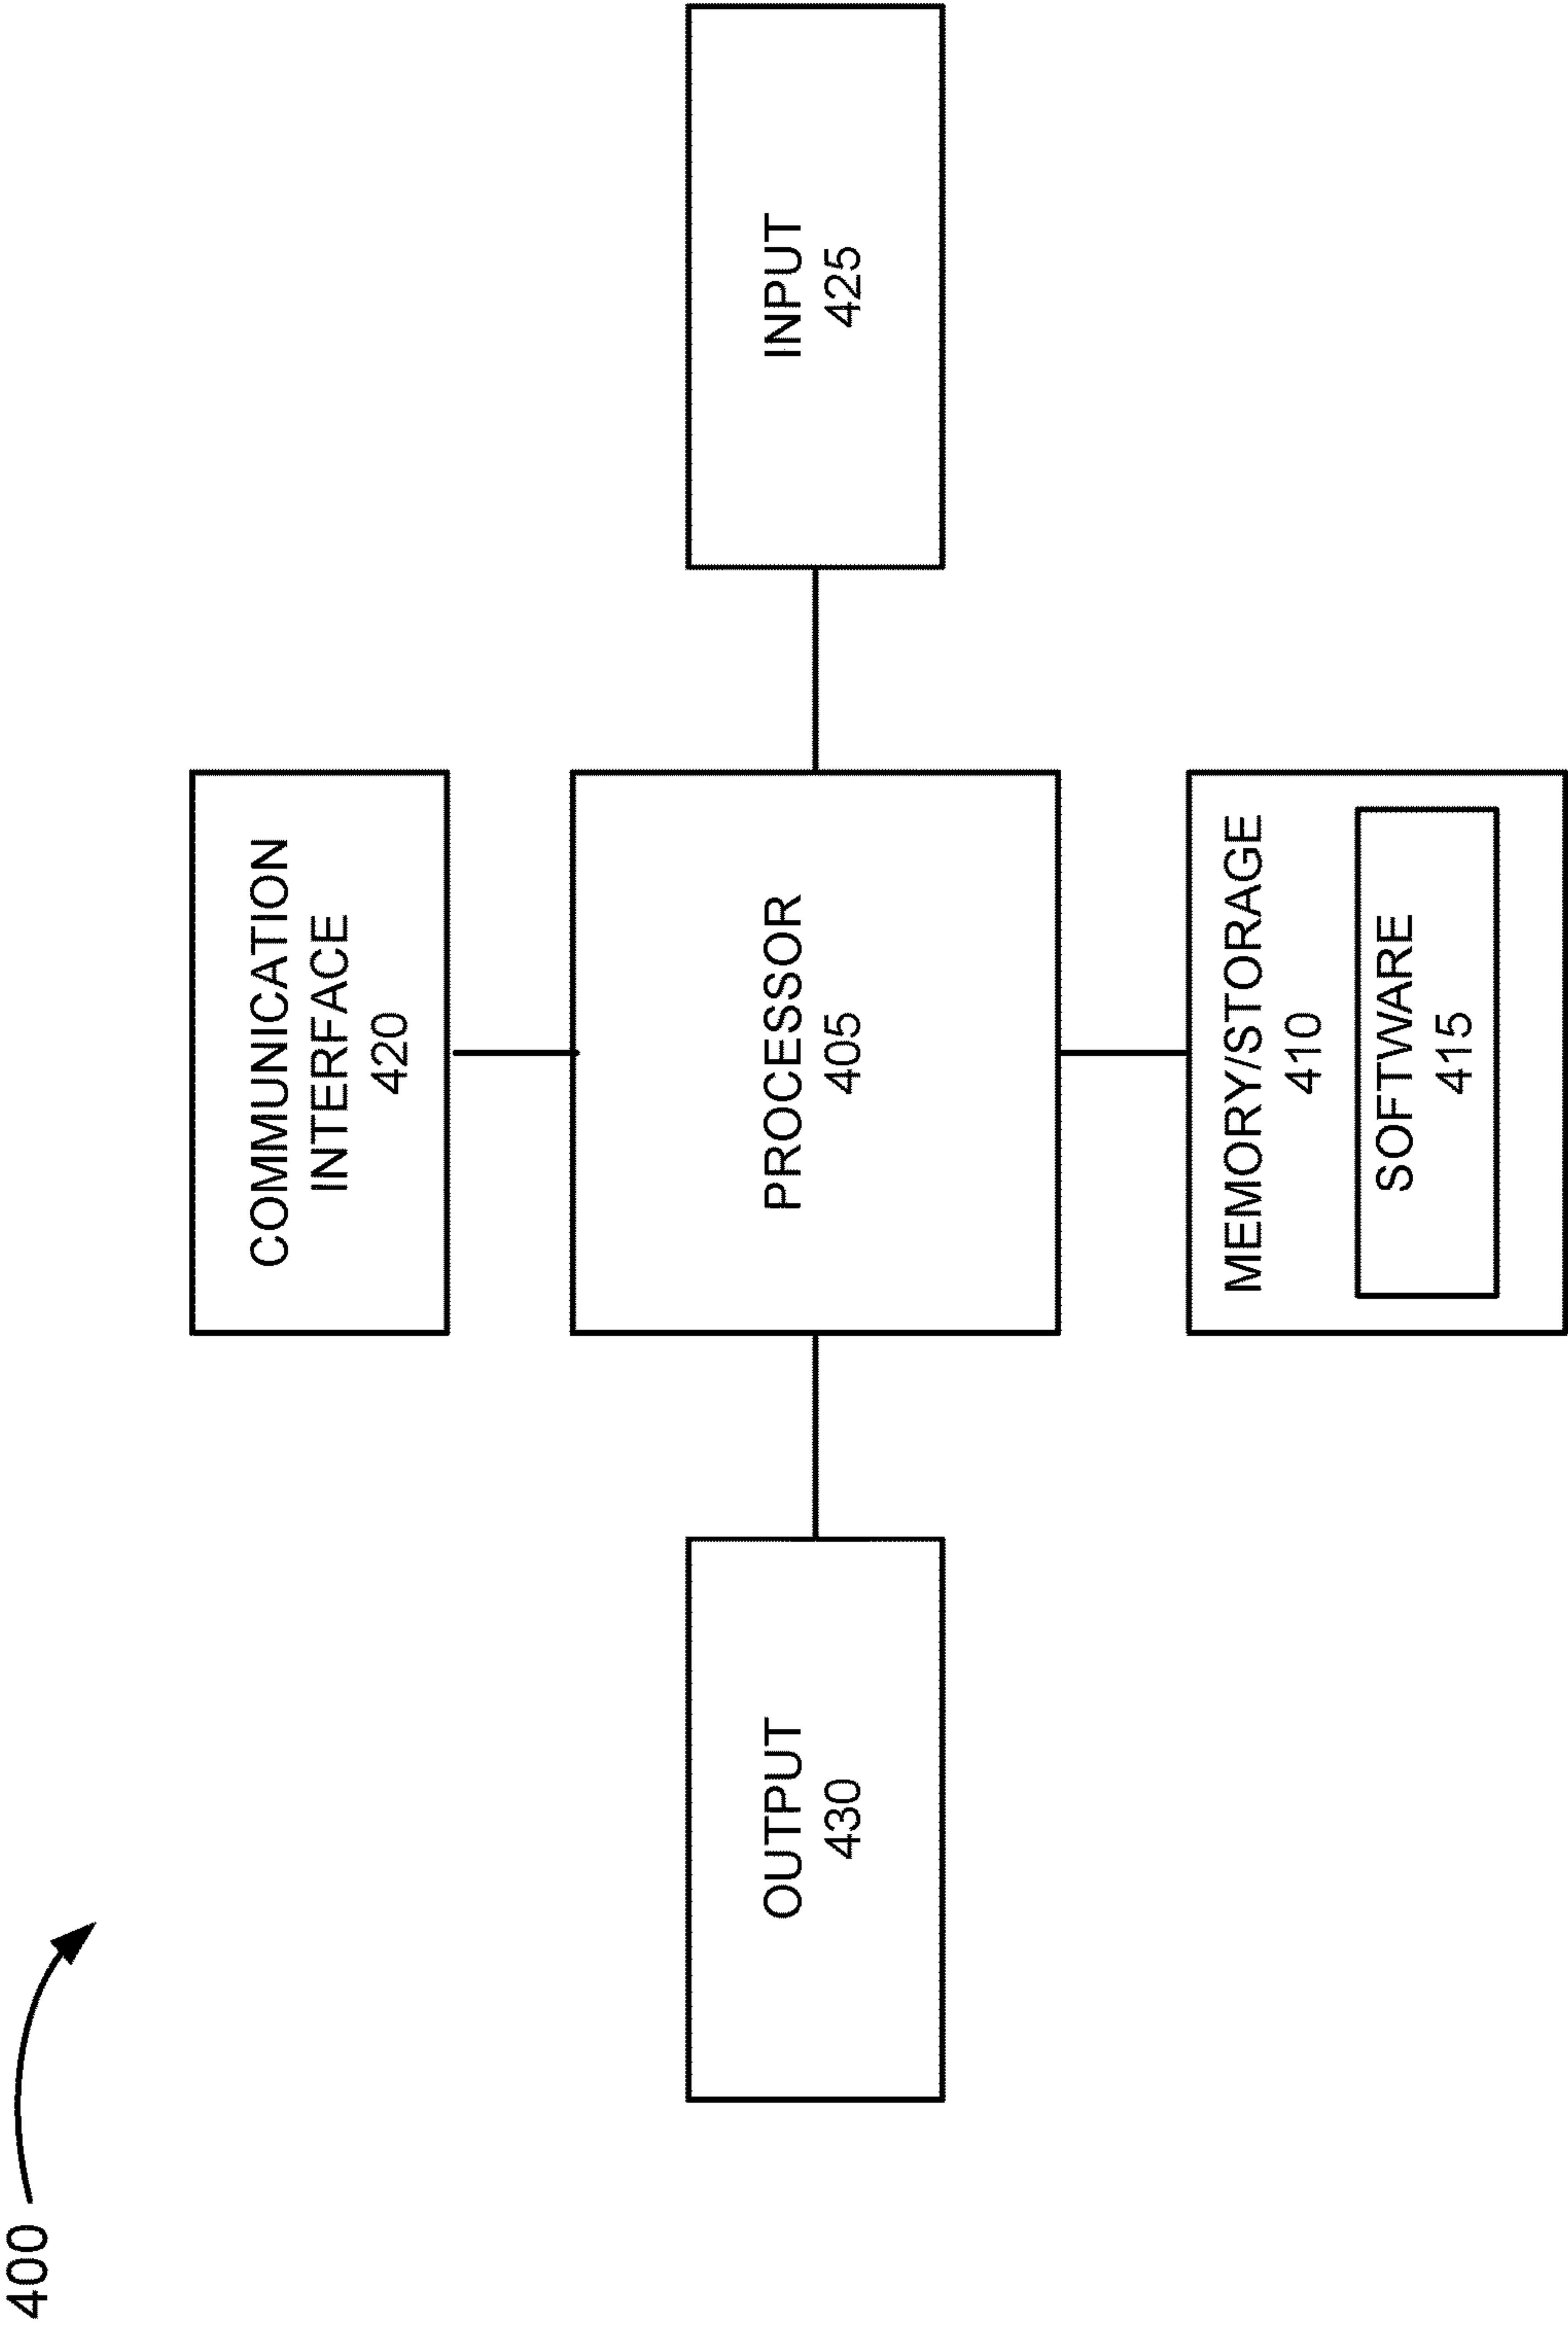 400
COMMUNICATION
INTERFACE
420
OUTPUT
430
PROCESSOR
405
INPUT
425
MEMORY/STORAGE
410
SOFTWARE
415